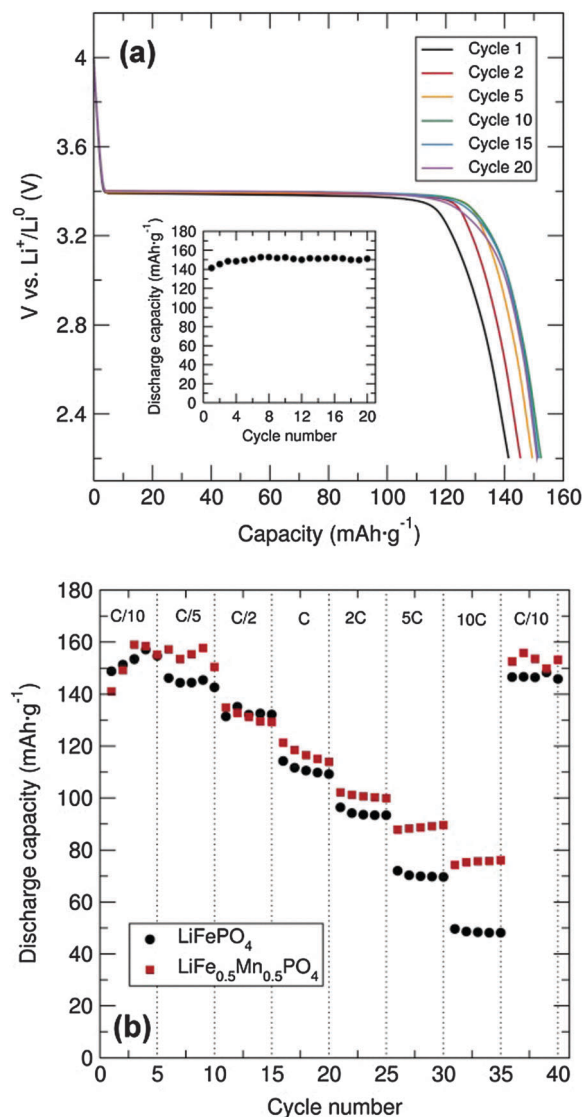 (a)
Cycle 1
Cycle 2
Cycle 5
Cycle 10
Cycle 15
Cycle 20
V vs. Li⁺/Li⁰ (V)
4
3.6
3.2
2.8
2.4
Discharge capacity (mAh·g⁻¹)
180
160
140
120
100
80
60
40
20
0
0 4 8 12 16 20
Cycle number
0 20 40 60 80 100 120 140 160
Capacity (mAh·g⁻¹)
Discharge capacity (mAh·g⁻¹)
180
160
140
120
100
80
60
40
20
0
C/10 C/5 C/2 C 2C 5C 10C C/10
LiFePO₄
LiFe₀.₅Mn₀.₅PO₄
(b)
0 5 10 15 20 25 30 35 40
Cycle number